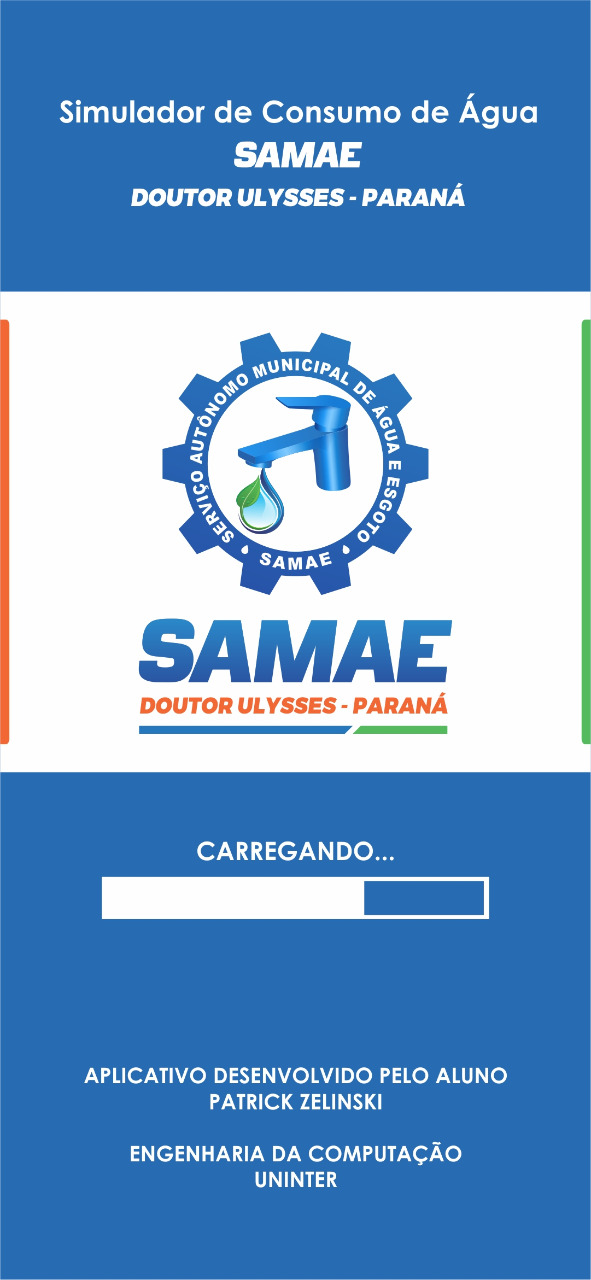 Simulador de Consumo de Água
SAMAE
DOUTOR ULYSSES - PARANÁ
SERVIÇO AUTÔNOMO MUNICIPAL DE ÁGUA E ESGOTO
SAMAE
SAMAE
DOUTOR ULYSSES - PARANÁ
CARREGANDO...
APLICATIVO DESENVOLVIDO PELO ALUNO
PATRICK ZELINSKI
ENGENHARIA DA COMPUTAÇÃO
UNINTER